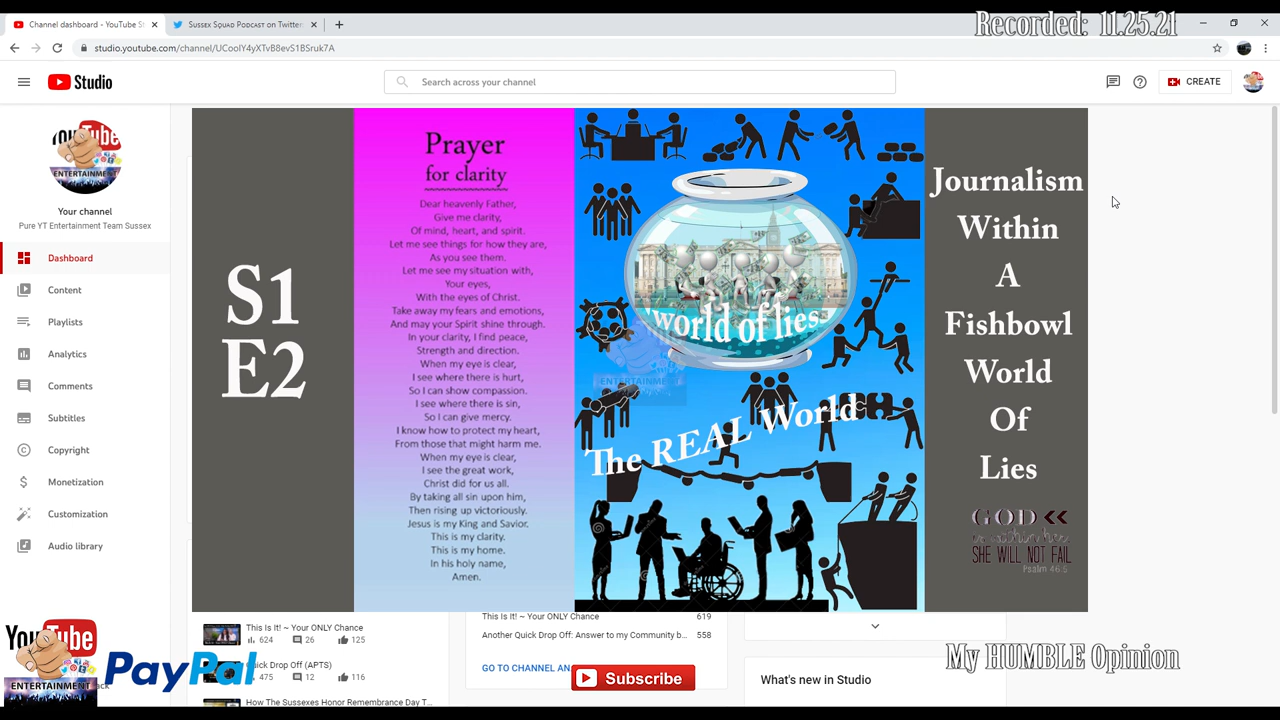 Channel dashboard - YouTube St
Sussex Squad Podcast on Twitter
Recorded: 11.25.21
studio.youtube.com/channel/UCooIY4yXTvB8evS1BSruk7A
Studio
Search across your channel
CREATE
YouTube
ENTERTAINMENT
Your channel
Pure YT Entertainment Team Sussex
Dashboard
Content
Playlists
Analytics
Comments
Subtitles
Copyright
Monetization
Customization
Audio library
S1
E2
Prayer
for clarity
Dear heavenly Father,
Give me clarity,
Of mind, heart, and spirit.
Let me see things for how they are,
As you see them.
Let me see my situation with,
Your eyes,
With the eyes of Christ.
Take away my fears and emotions,
And may your Spirit shine through.
In your clarity, I find peace,
Strength and direction.
When my eye is clear,
I see where there is hurt,
So I can show compassion.
I see where there is sin,
So I can give mercy.
I know how to protect my heart,
From those that might harm me.
When my eye is clear,
I see the great work,
Christ did for us all.
By taking all sin upon him,
Then rising up victoriously.
Jesus is my King and Savior.
This is my clarity.
This is my home.
In his holy name,
Amen.
'world of lies'
ENTERTAINMENT
The REAL World
Journalism
Within
A
Fishbowl
World
Of
Lies
GOD
is within her
SHE WILL NOT FAIL
Psalm 46:5
This Is It! ~ Your ONLY Chance
624 26 125
Quick Drop Off (APTS)
475 12 116
How The Sussexes Honor Remembrance Day T...
This Is It! ~ Your ONLY Chance 619
Another Quick Drop Off: Answer to my Community b... 558
GO TO CHANNEL AN
Subscribe
What's new in Studio
My HUMBLE Opinion
YouTube
ENTERTAINMENT
PayPal